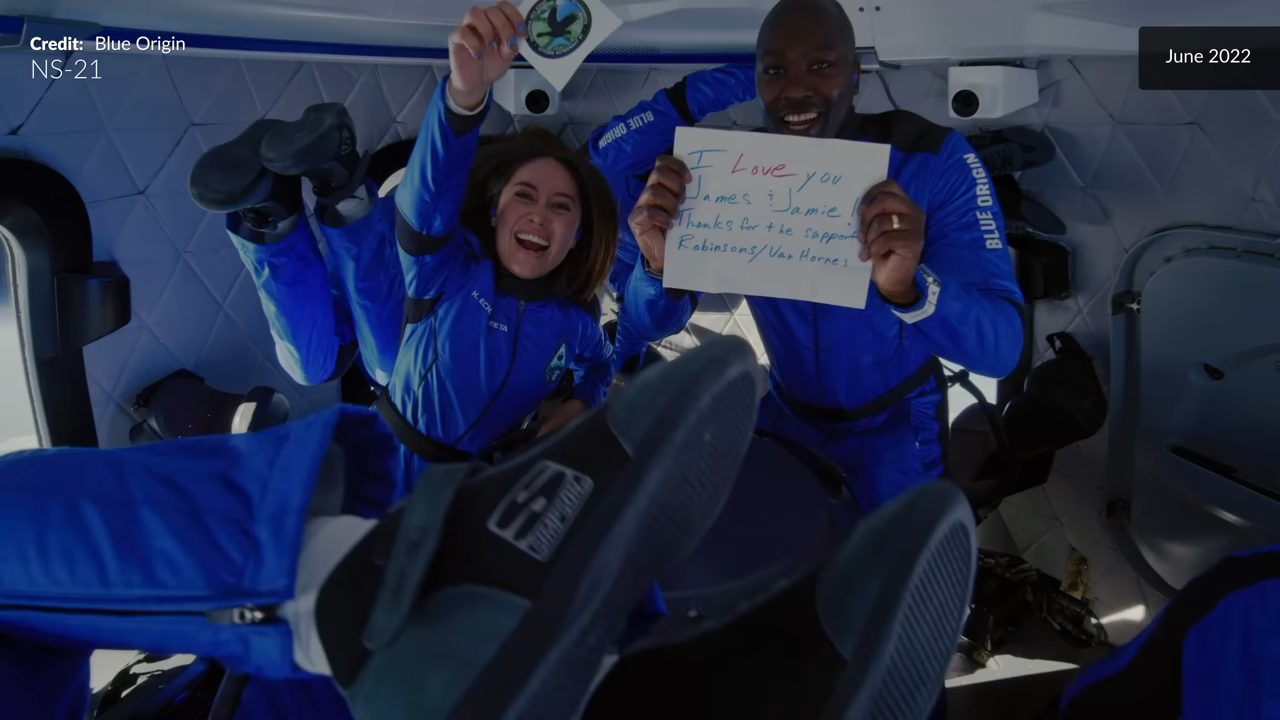 Credit: Blue Origin
NS-21
June 2022
BLUE ORIGIN
I Love you
James & Jamie!
Thanks for the support
Robinsons/Van Hornes
BLUE ORIGIN
SIMPSON